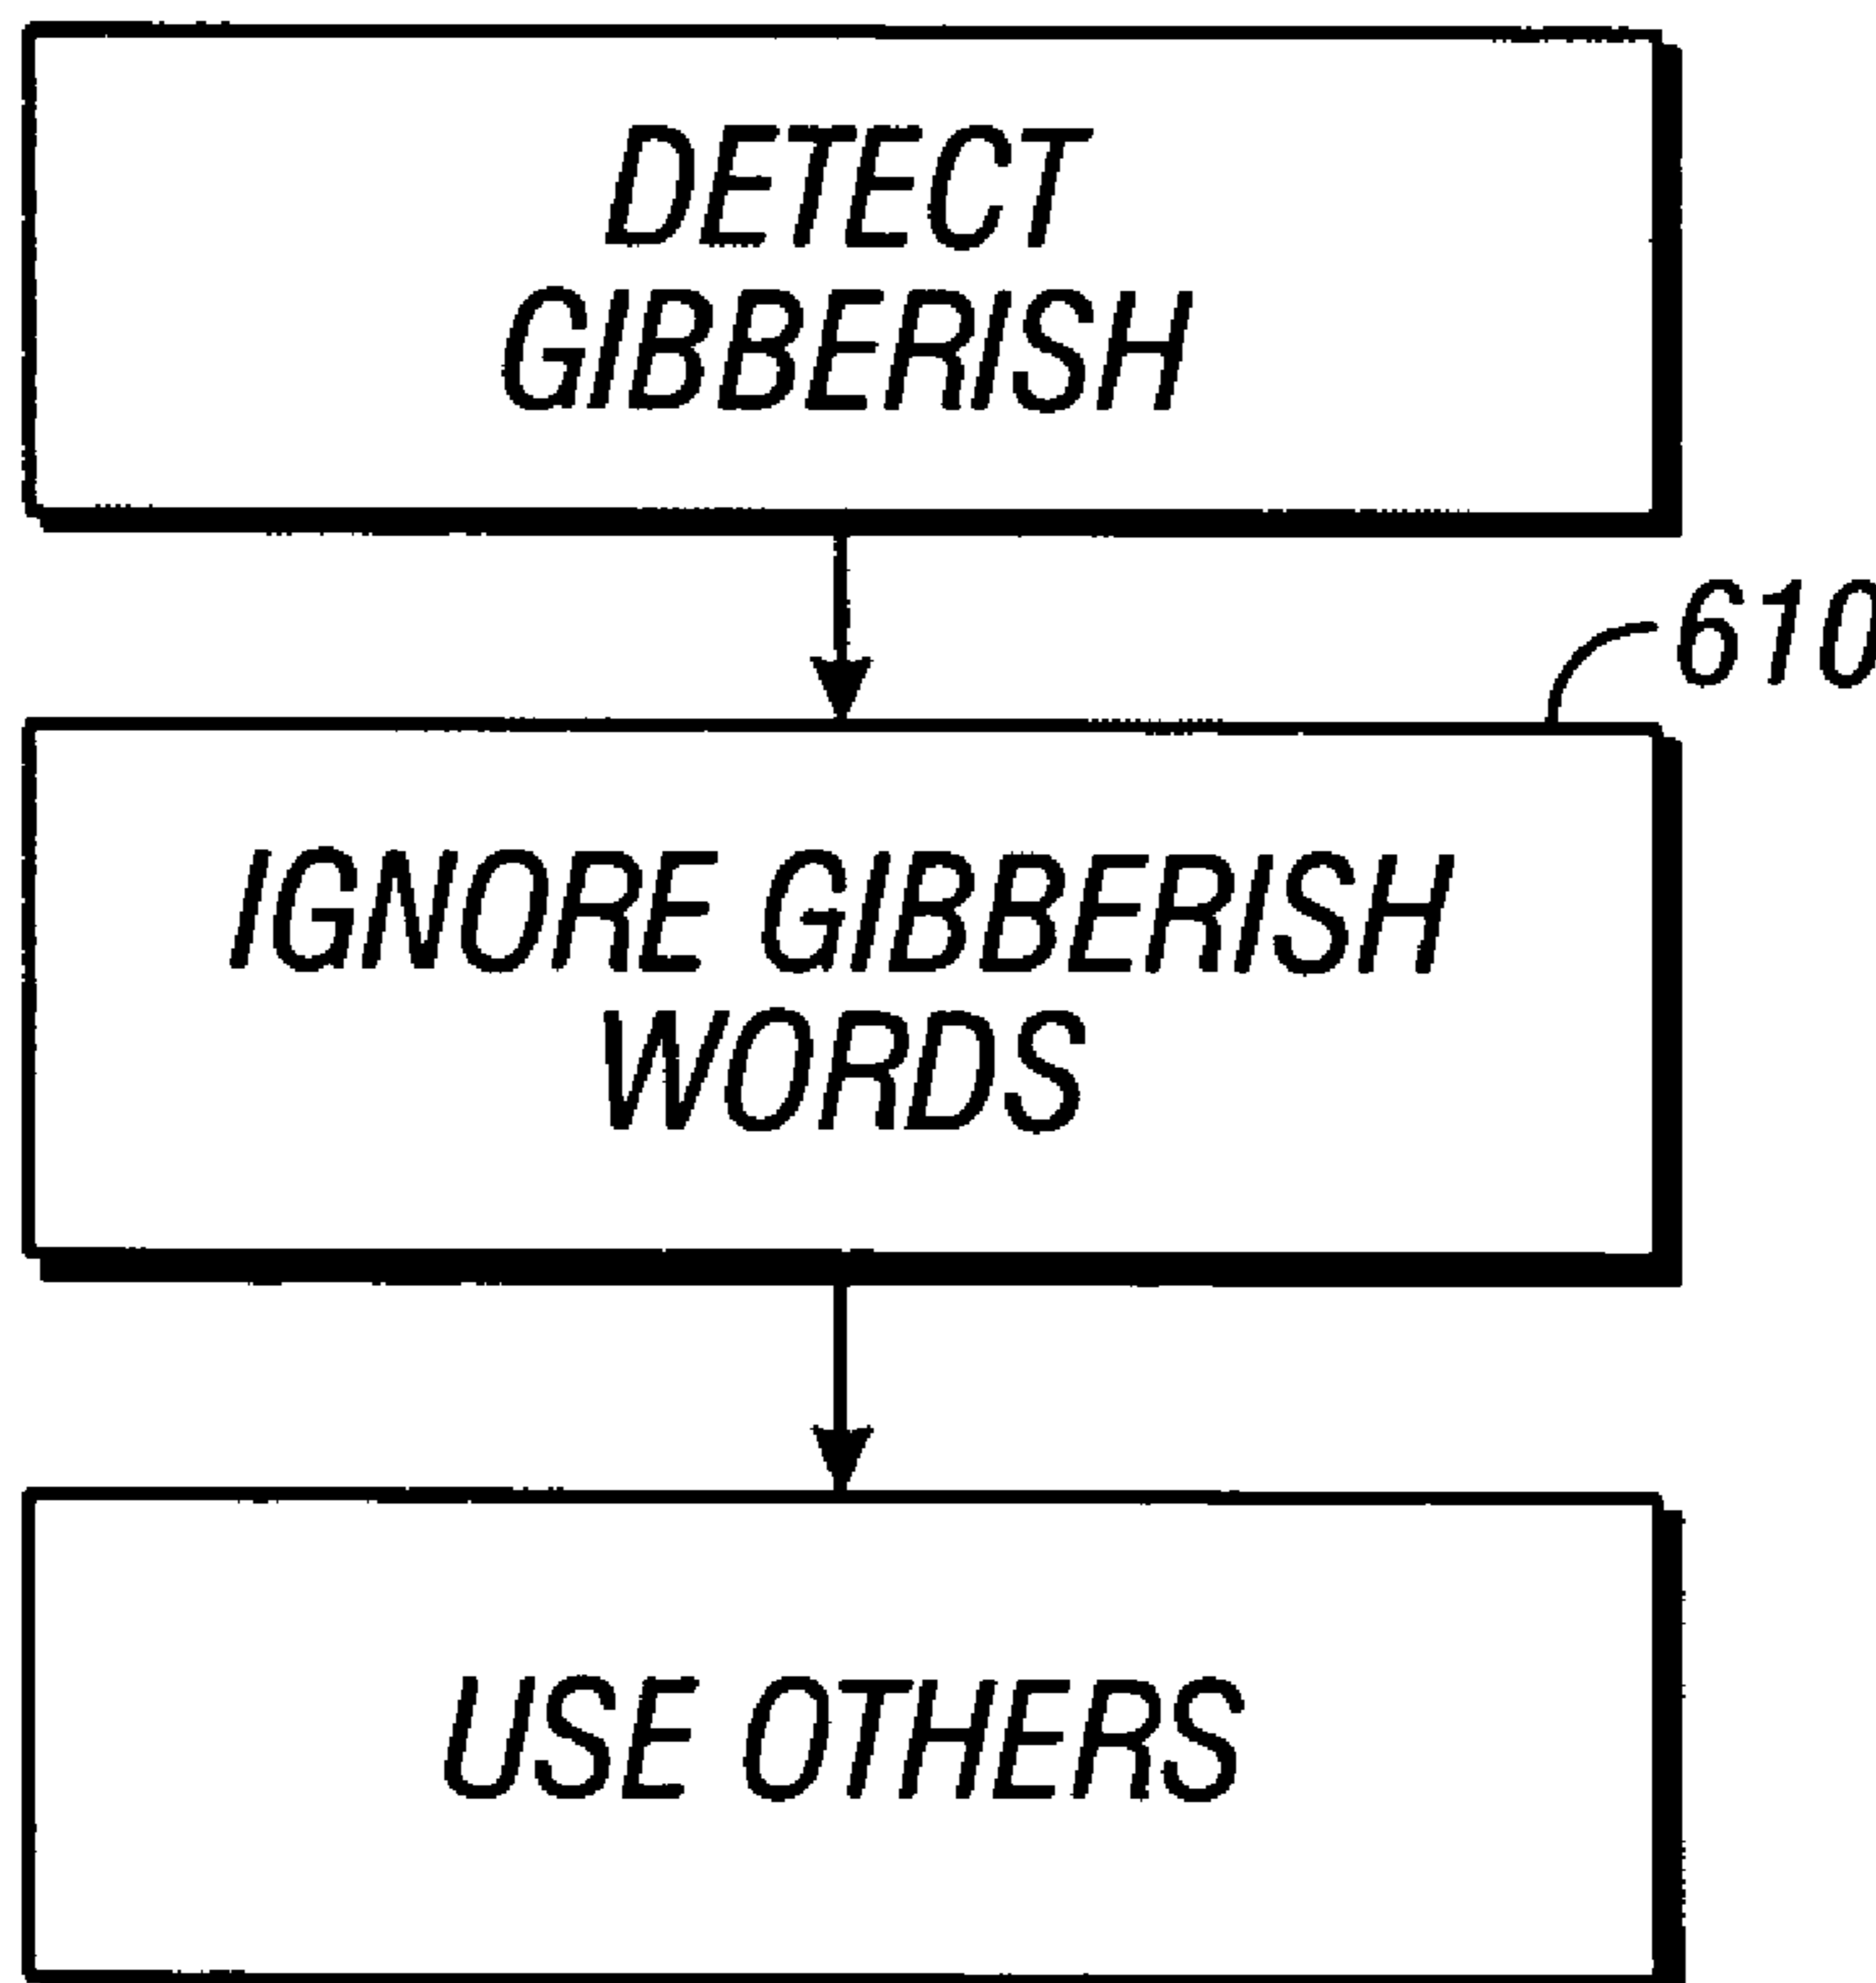 DETECT
GIBBERISH
610
IGNORE GIBBERISH
WORDS
USE OTHERS